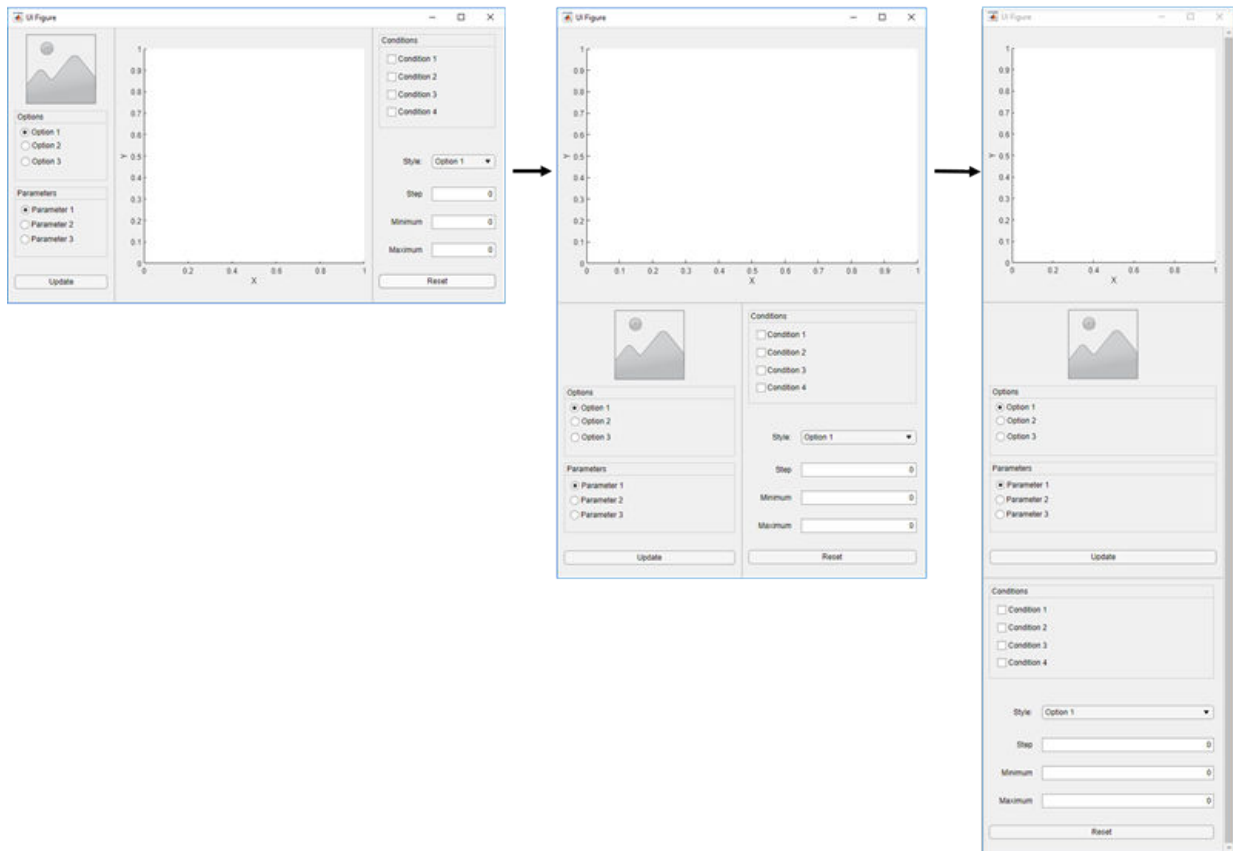 UI Figure
Conditions
Condition 1
Condition 2
Condition 3
Condition 4
Options
Option 1
Option 2
Option 3
Parameters
Parameter 1
Parameter 2
Parameter 3
Update
1
0.9
0.8
0.7
0.6
Y 0.5
0.4
0.3
0.2
0.1
0
0 0.2 0.4 0.6 0.8 1
X
Style: Option 1
Step 0
Minimum 0
Maximum 0
Reset
UI Figure
1
0.9
0.8
0.7
0.6
Y 0.5
0.4
0.3
0.2
0.1
0
0 0.1 0.2 0.3 0.4 0.5 0.6 0.7 0.8 0.9 1
X
Options
Option 1
Option 2
Option 3
Parameters
Parameter 1
Parameter 2
Parameter 3
Update
Conditions
Condition 1
Condition 2
Condition 3
Condition 4
Style: Option 1
Step 0
Minimum 0
Maximum 0
Reset
UI Figure
1
0.9
0.8
0.7
0.6
Y 0.5
0.4
0.3
0.2
0.1
0
0 0.2 0.4 0.6 0.8 1
X
Options
Option 1
Option 2
Option 3
Parameters
Parameter 1
Parameter 2
Parameter 3
Update
Conditions
Condition 1
Condition 2
Condition 3
Condition 4
Style: Option 1
Step 0
Minimum 0
Maximum 0
Reset